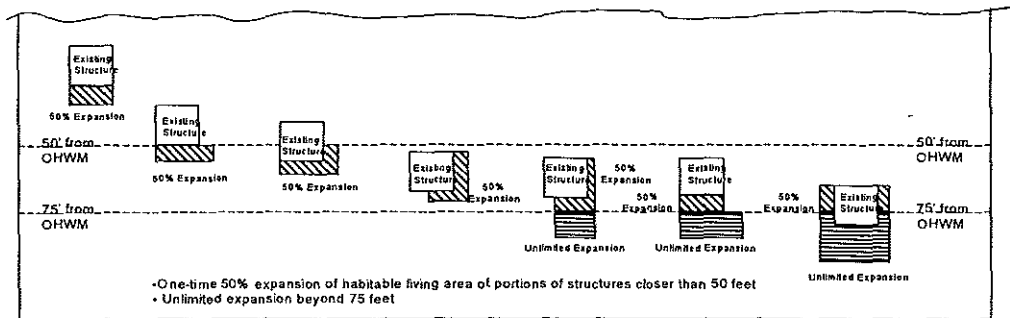 Existing
Structure
50% Expansion
Existing
Structure
50% Expansion
Existing
Structure
50% Expansion
Existing
Structure
50%
Expansion
Existing
Structure
50%
Expansion
Unlimited Expansion
Existing
Structure
50%
Expansion
Unlimited Expansion
Existing
Structure
50%
Expansion
Unlimited Expansion
50' from
OHWM
50' from
OHWM
75' from
OHWM
75' from
OHWM
•One-time 50% expansion of habitable living area of portions of structures closer than 50 feet
• Unlimited expansion beyond 75 feet